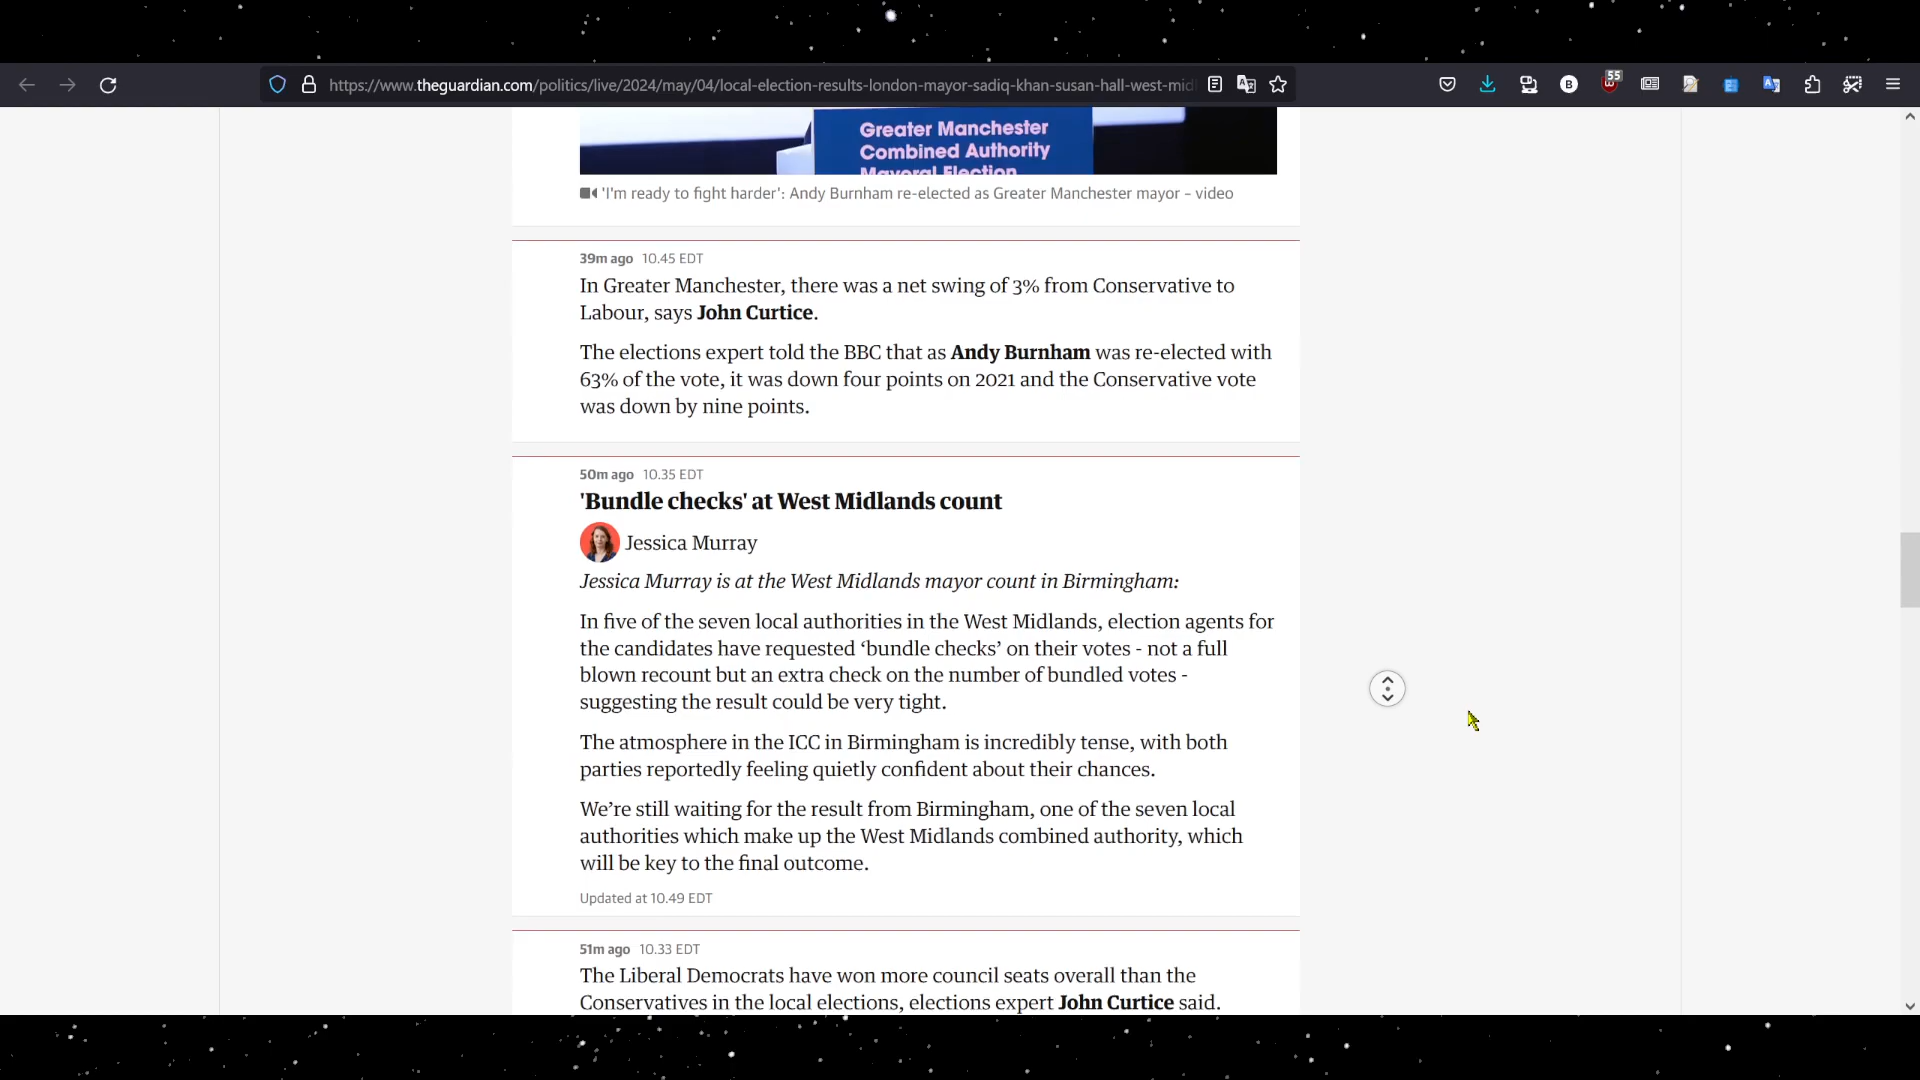 https://www.theguardian.com/politics/live/2024/may/04/local-election-results-london-mayor-sadiq-khan-susan-hall-west-mid
B
55
Greater Manchester
Combined Authority
Mayoral Election
'I'm ready to fight harder': Andy Burnham re-elected as Greater Manchester mayor – video
39m ago 10.45 EDT
In Greater Manchester, there was a net swing of 3% from Conservative to
Labour, says John Curtice.
The elections expert told the BBC that as Andy Burnham was re-elected with
63% of the vote, it was down four points on 2021 and the Conservative vote
was down by nine points.
50m ago 10.35 EDT
'Bundle checks' at West Midlands count
Jessica Murray
Jessica Murray is at the West Midlands mayor count in Birmingham:
In five of the seven local authorities in the West Midlands, election agents for
the candidates have requested ‘bundle checks’ on their votes - not a full
blown recount but an extra check on the number of bundled votes -
suggesting the result could be very tight.
The atmosphere in the ICC in Birmingham is incredibly tense, with both
parties reportedly feeling quietly confident about their chances.
We’re still waiting for the result from Birmingham, one of the seven local
authorities which make up the West Midlands combined authority, which
will be key to the final outcome.
Updated at 10.49 EDT
51m ago 10.33 EDT
The Liberal Democrats have won more council seats overall than the
Conservatives in the local elections, elections expert John Curtice said.